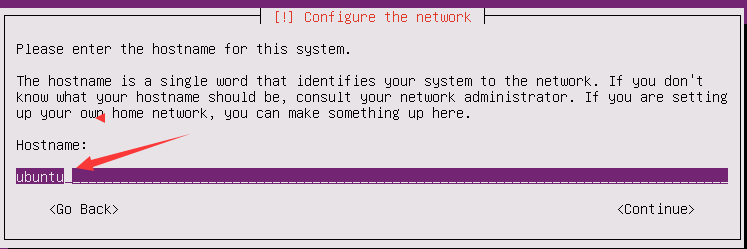 [!] Configure the network
Please enter the hostname for this system.
The hostname is a single word that identifies your system to the network. If you don't
know what your hostname should be, consult your network administrator. If you are setting
up your own home network, you can make something up here.
Hostname:
ubuntu
<Go Back> <Continue>